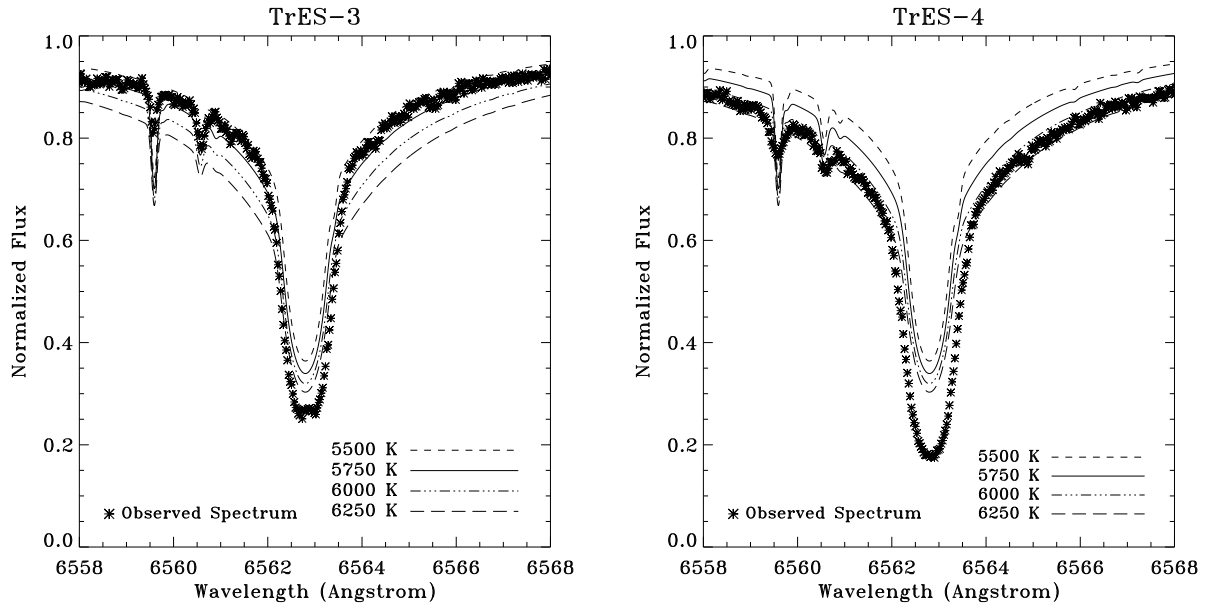 TrES-3
1.0
0.8
0.6
0.4
0.2
0.0
Normalized Flux
5500 K
5750 K
6000 K
6250 K
Observed Spectrum
6558 6560 6562 6564 6566 6568
Wavelength (Angstrom)
TrES-4
1.0
0.8
0.6
0.4
0.2
0.0
Normalized Flux
5500 K
5750 K
6000 K
6250 K
Observed Spectrum
6558 6560 6562 6564 6566 6568
Wavelength (Angstrom)